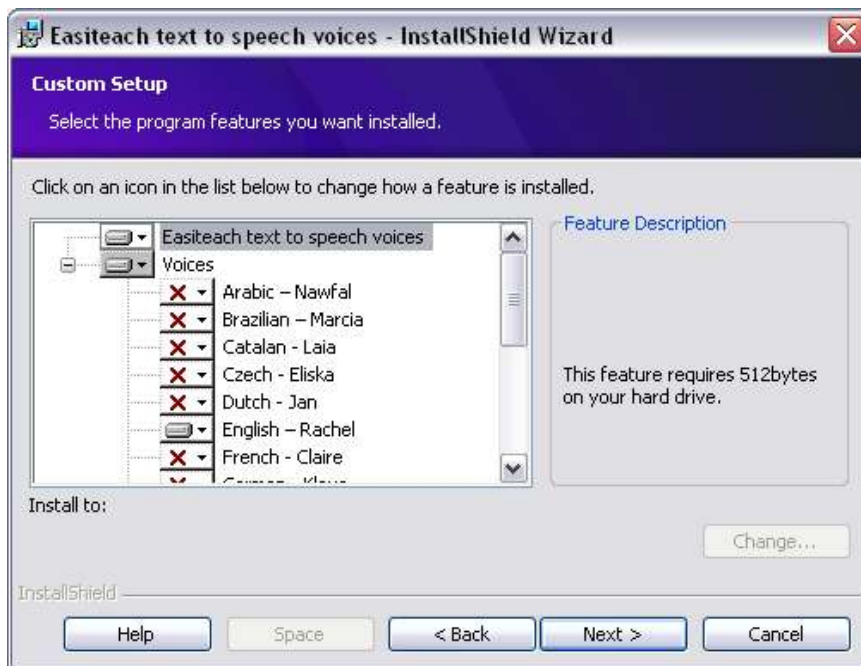 Easiteach text to speech voices - InstallShield Wizard
Custom Setup
Select the program features you want installed.
Click on an icon in the list below to change how a feature is installed.
Easiteach text to speech voices
Voices
Arabic – Nawfal
Brazilian – Marcia
Catalan - Laia
Czech - Eliska
Dutch - Jan
English – Rachel
French - Claire
Feature Description
This feature requires 512bytes
on your hard drive.
Install to:
Change...
InstallShield
Help
Space
< Back
Next >
Cancel